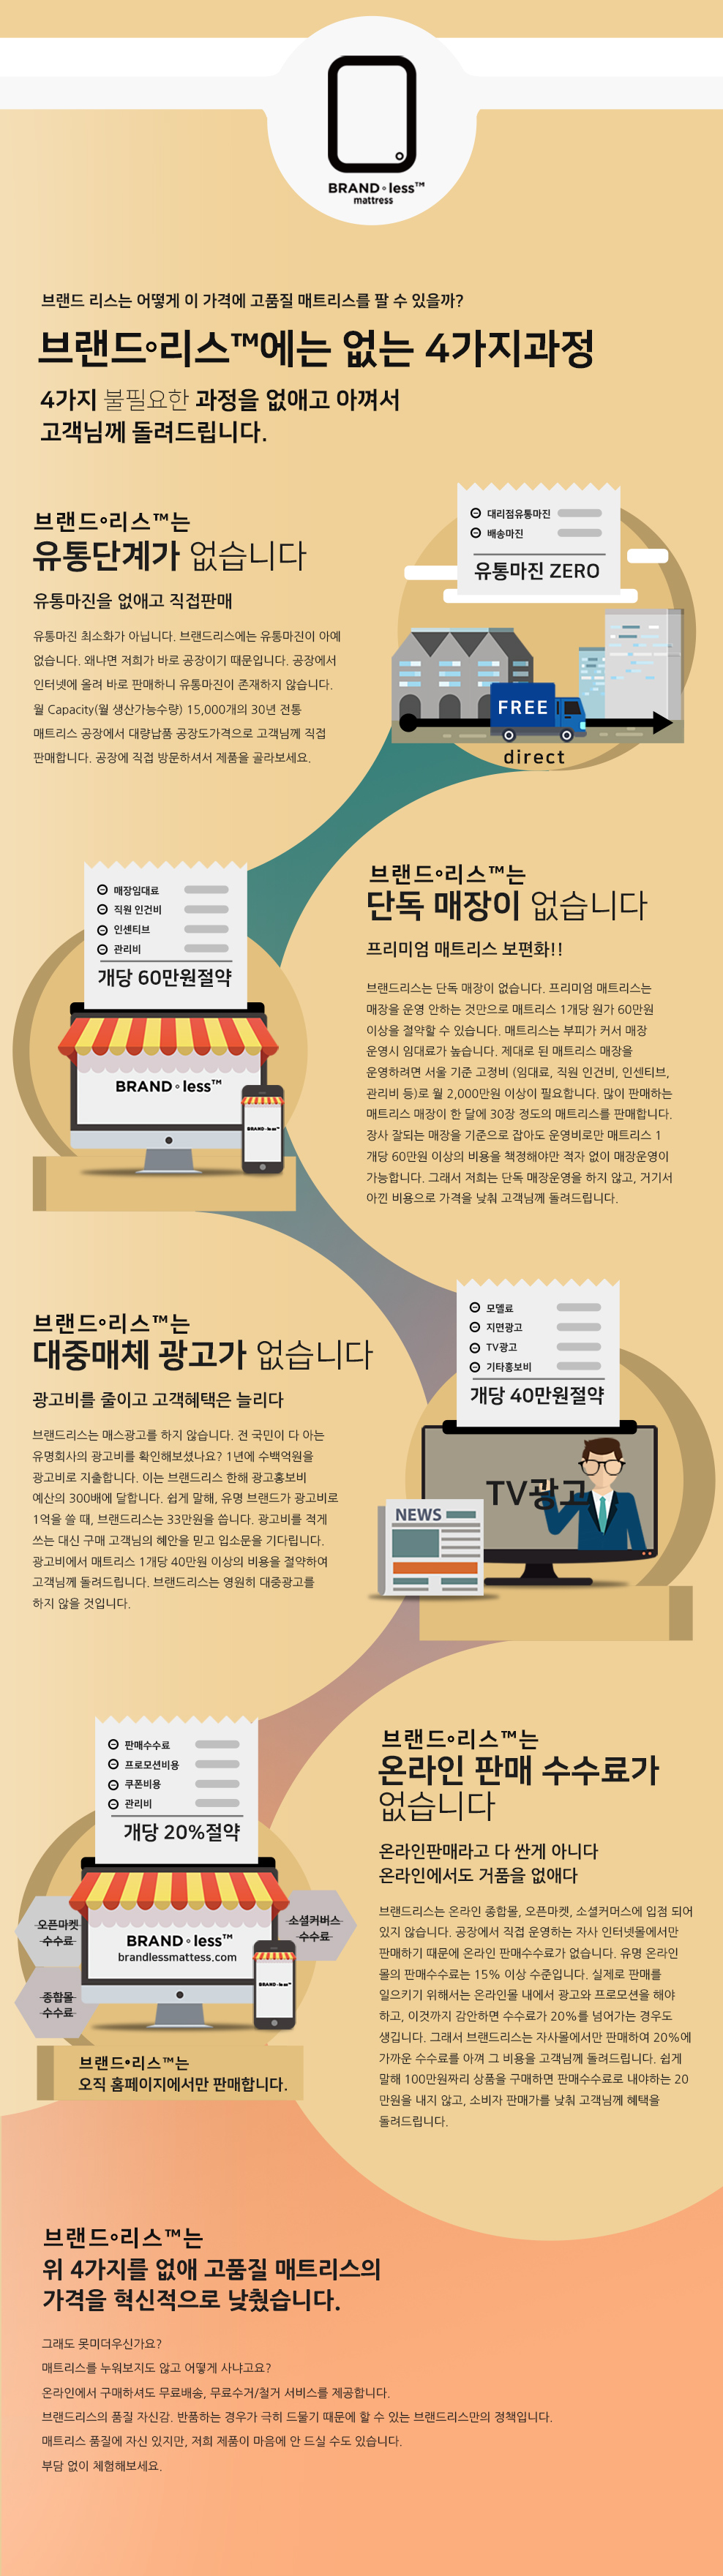 BRAND◦less™
mattress
브랜드 리스는 어떻게 이 가격에 고품질 매트리스를 팔 수 있을까?
브랜드◦리스™에는 없는 4가지과정
4가지 불필요한 과정을 없애고 아껴서
고객님께 돌려드립니다.
브랜드◦리스™는
유통단계가 없습니다
유통마진을 없애고 직접판매
유통마진 최소화가 아닙니다. 브랜드리스에는 유통마진이 아예
없습니다. 왜냐면 저희가 바로 공장이기 때문입니다. 공장에서
인터넷에 올려 바로 판매하니 유통마진이 존재하지 않습니다.
월 Capacity(월 생산가능수량) 15,000개의 30년 전통
매트리스 공장에서 대량납품 공장도가격으로 고객님께 직접
판매합니다. 공장에 직접 방문하셔서 제품을 골라보세요.
대리점유통마진
배송마진
유통마진 ZERO
FREE
direct
매장임대료
직원 인건비
인센티브
관리비
개당 60만원절약
BRAND◦less™
BRAND◦less™
브랜드◦리스™는
단독 매장이 없습니다
프리미엄 매트리스 보편화!!
브랜드리스는 단독 매장이 없습니다. 프리미엄 매트리스는
매장을 운영 안하는 것만으로 매트리스 1개당 원가 60만원
이상을 절약할 수 있습니다. 매트리스는 부피가 커서 매장
운영시 임대료가 높습니다. 제대로 된 매트리스 매장을
운영하려면 서울 기준 고정비 (임대료, 직원 인건비, 인센티브,
관리비 등)로 월 2,000만원 이상이 필요합니다. 많이 판매하는
매트리스 매장이 한 달에 30장 정도의 매트리스를 판매합니다.
장사 잘되는 매장을 기준으로 잡아도 운영비로만 매트리스 1
개당 60만원 이상의 비용을 책정해야만 적자 없이 매장운영이
가능합니다. 그래서 저희는 단독 매장운영을 하지 않고, 거기서
아낀 비용으로 가격을 낮춰 고객님께 돌려드립니다.
브랜드◦리스™는
대중매체 광고가 없습니다
광고비를 줄이고 고객혜택은 늘리다
브랜드리스는 매스광고를 하지 않습니다. 전 국민이 다 아는
유명회사의 광고비를 확인해보셨나요? 1년에 수백억원을
광고비로 지출합니다. 이는 브랜드리스 한해 광고홍보비
예산의 300배에 달합니다. 쉽게 말해, 유명 브랜드가 광고비로
1억을 쓸 때, 브랜드리스는 33만원을 씁니다. 광고비를 적게
쓰는 대신 구매 고객님의 혜안을 믿고 입소문을 기다립니다.
광고비에서 매트리스 1개당 40만원 이상의 비용을 절약하여
고객님께 돌려드립니다. 브랜드리스는 영원히 대중광고를
하지 않을 것입니다.
모델료
지면광고
TV광고
기타홍보비
개당 40만원절약
TV광고
NEWS
판매수수료
프로모션비용
쿠폰비용
관리비
개당 20%절약
오픈마켓
수수료
소셜커버스
수수료
종합몰
수수료
BRAND◦less™
brandlessmattess.com
BRAND◦less™
브랜드•리스™는
오직 홈페이지에서만 판매합니다.
브랜드◦리스™는
온라인 판매 수수료가
없습니다
온라인판매라고 다 싼게 아니다
온라인에서도 거품을 없애다
브랜드리스는 온라인 종합몰, 오픈마켓, 소셜커머스에 입점 되어
있지 않습니다. 공장에서 직접 운영하는 자사 인터넷몰에서만
판매하기 때문에 온라인 판매수수료가 없습니다. 유명 온라인
몰의 판매수수료는 15% 이상 수준입니다. 실제로 판매를
일으키기 위해서는 온라인몰 내에서 광고와 프로모션을 해야
하고, 이것까지 감안하면 수수료가 20%를 넘어가는 경우도
생깁니다. 그래서 브랜드리스는 자사몰에서만 판매하여 20%에
가까운 수수료를 아껴 그 비용을 고객님께 돌려드립니다. 쉽게
말해 100만원짜리 상품을 구매하면 판매수수료로 내야하는 20
만원을 내지 않고, 소비자 판매가를 낮춰 고객님께 혜택을
돌려드립니다.
브랜드◦리스™는
위 4가지를 없애 고품질 매트리스의
가격을 혁신적으로 낮췄습니다.
그래도 못미더우신가요?
매트리스를 누워보지도 않고 어떻게 사냐고요?
온라인에서 구매하셔도 무료배송, 무료수거/철거 서비스를 제공합니다.
브랜드리스의 품질 자신감. 반품하는 경우가 극히 드물기 때문에 할 수 있는 브랜드리스만의 정책입니다.
매트리스 품질에 자신 있지만, 저희 제품이 마음에 안 드실 수도 있습니다.
부담 없이 체험해보세요.